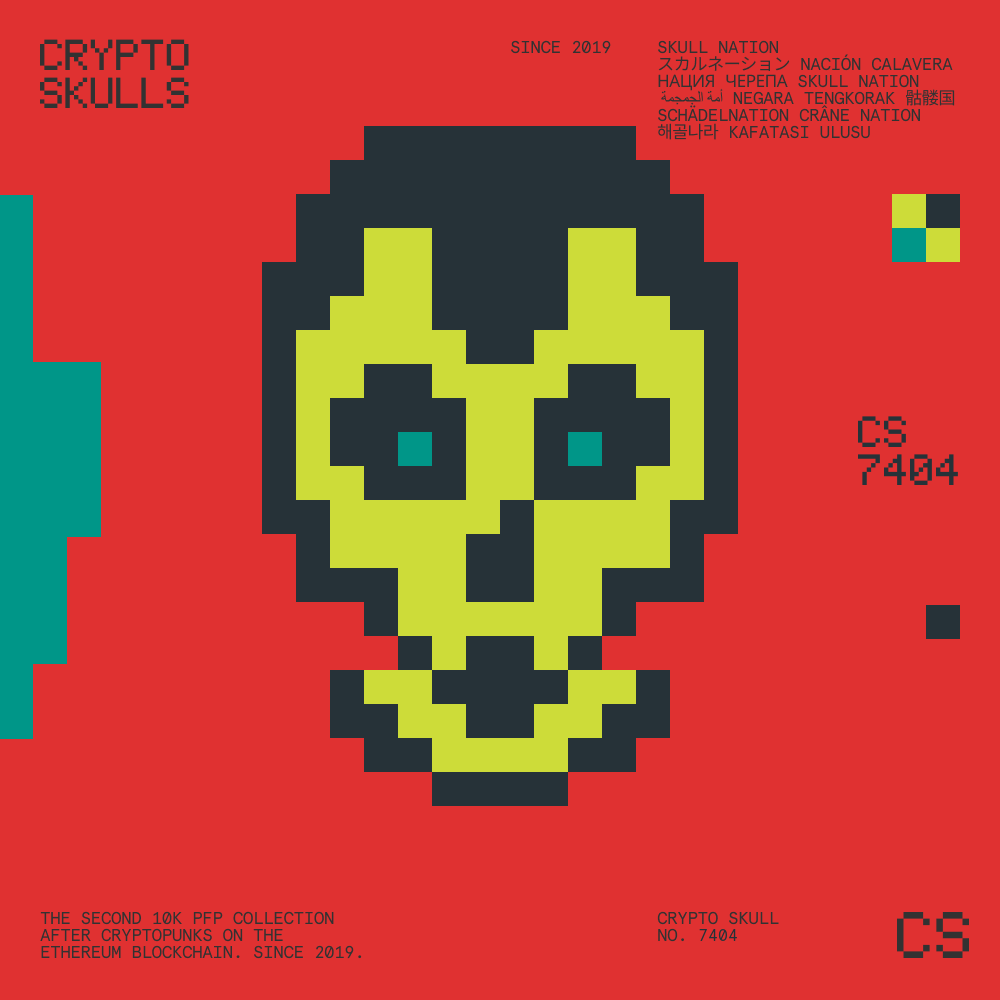 CRYPTO
SKULLS
SINCE 2019
SKULL NATION
スカルネーション NACIÓN CALAVERA
НАЦИЯ ЧЕРЕПА SKULL NATION
أمة الجمجمة NEGARA TENGKORAK 骷髅国
SCHÄDELNATION CRÂNE NATION
해골나라 KAFATASI ULUSU
CS
7404
THE SECOND 10K PFP COLLECTION
AFTER CRYPTOPUNKS ON THE
ETHEREUM BLOCKCHAIN. SINCE 2019.
CRYPTO SKULL
NO. 7404
CS